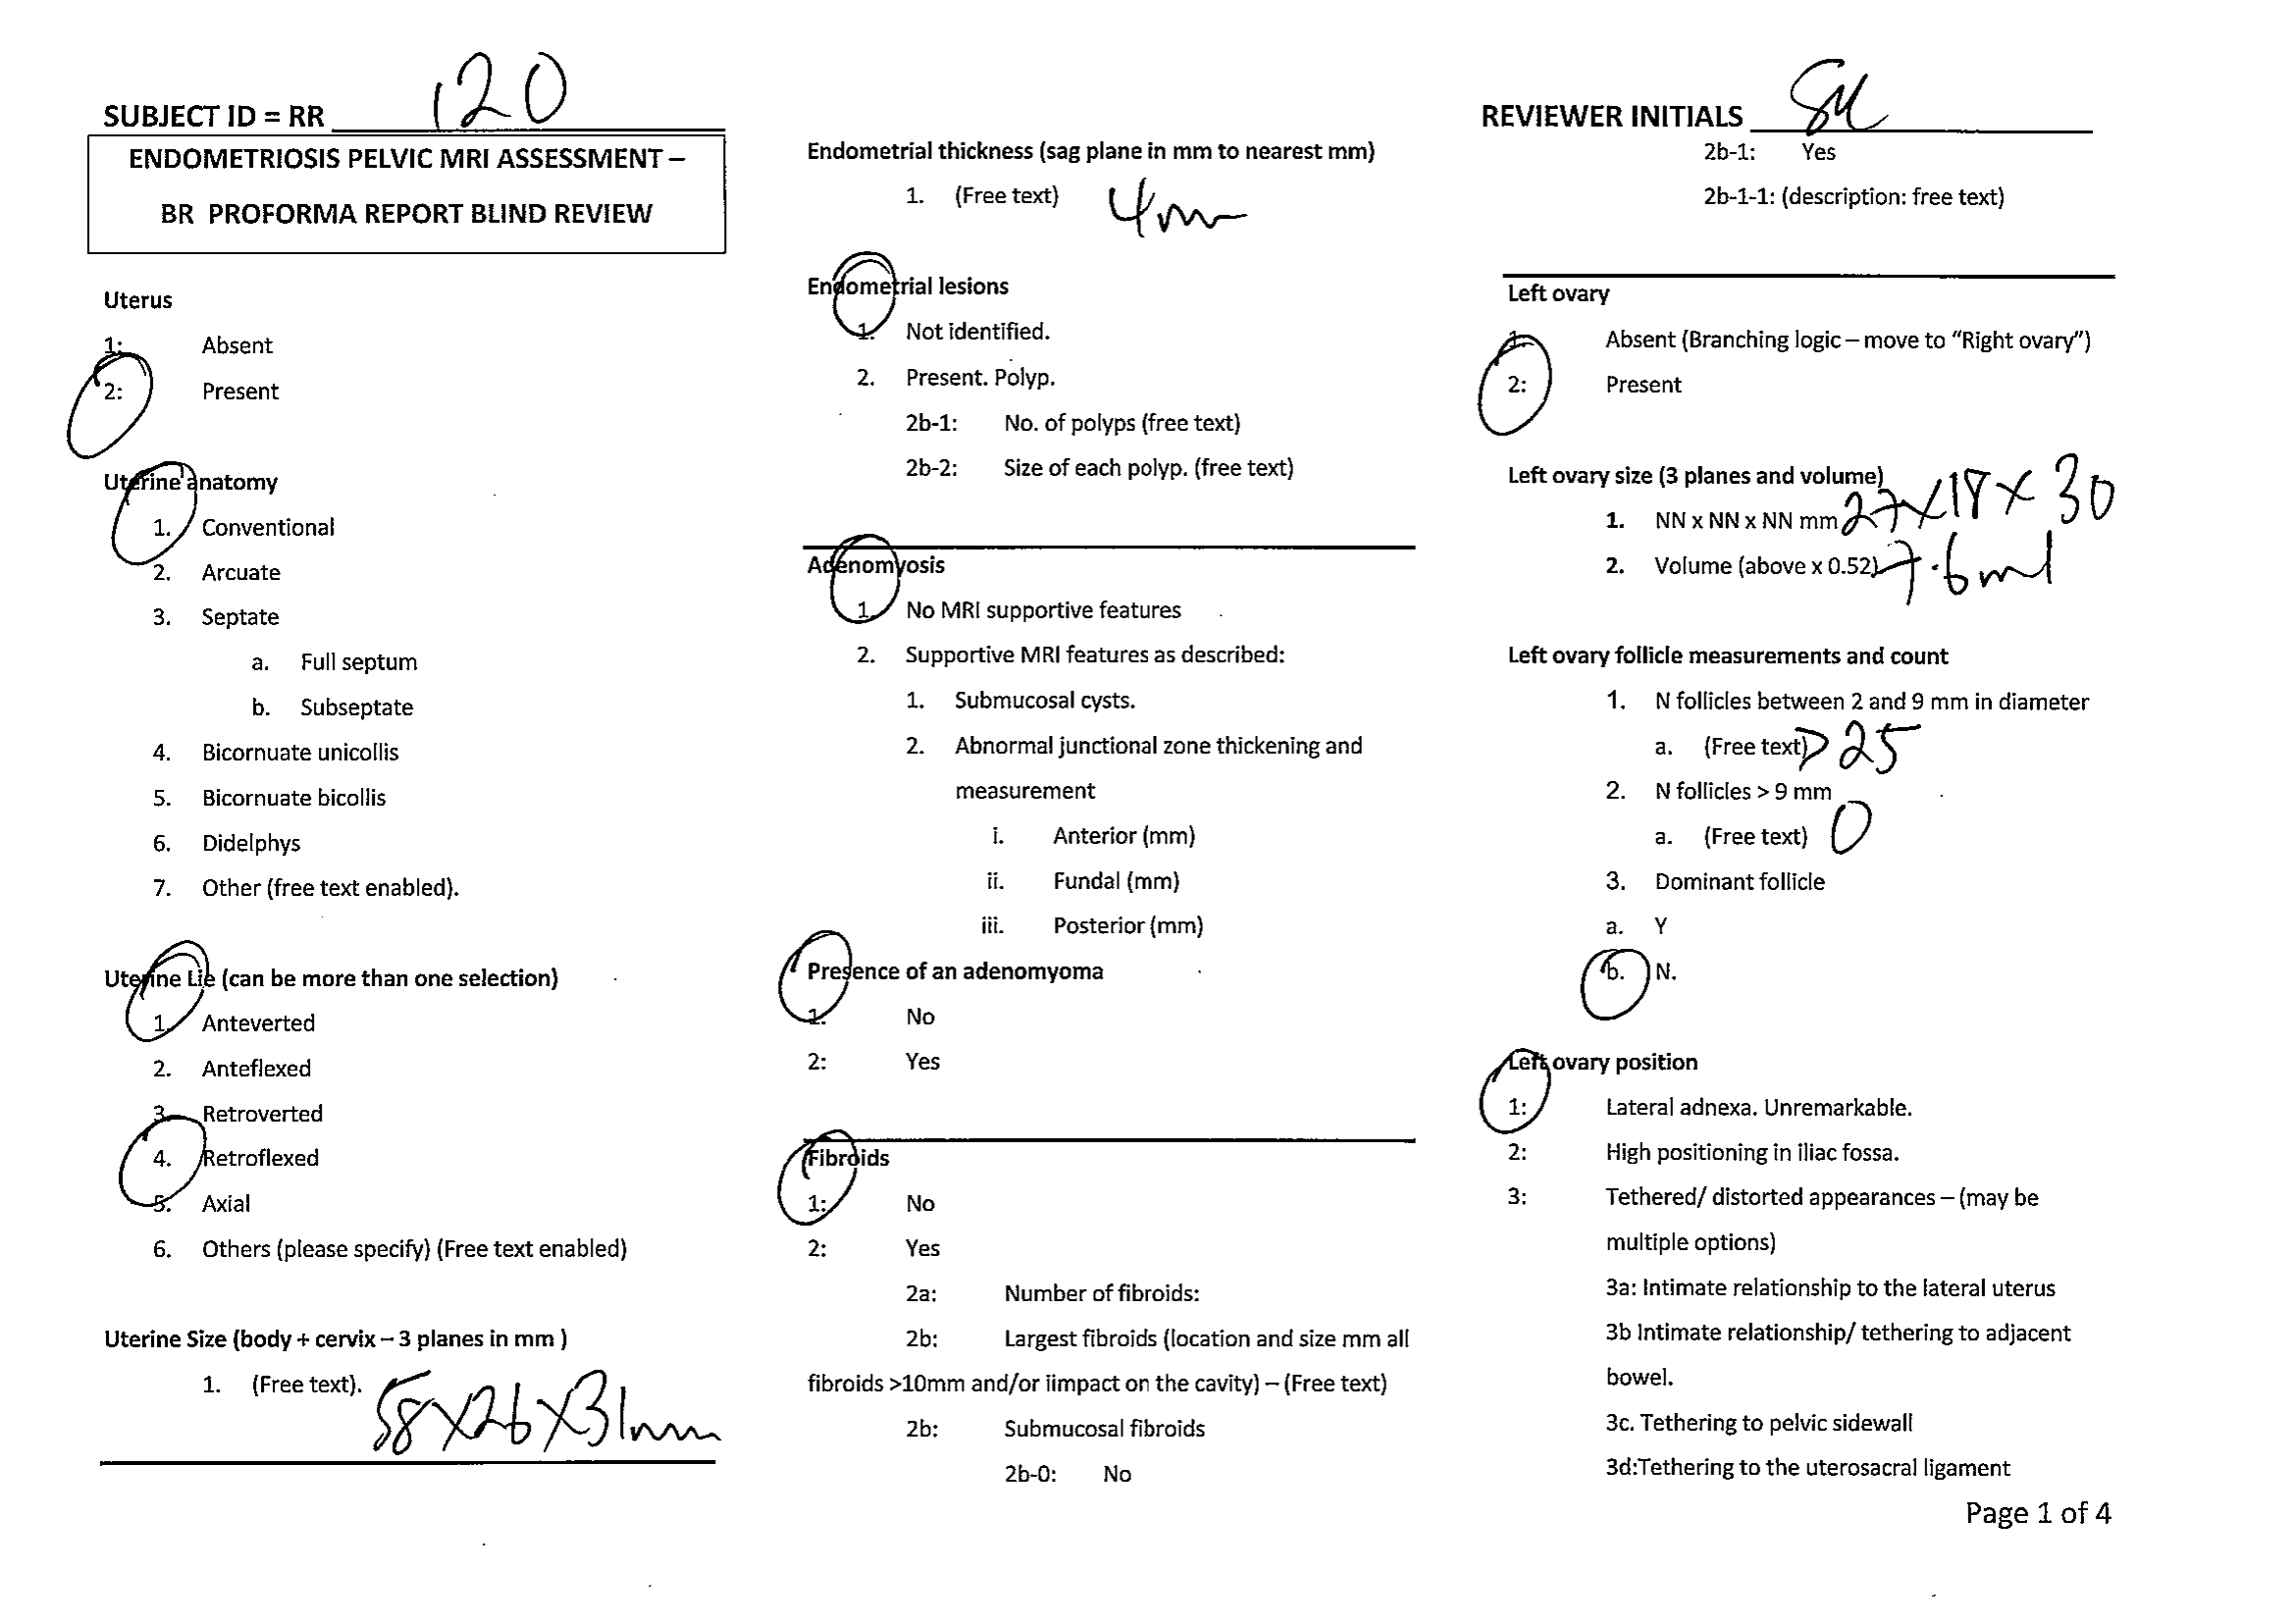 SUBJECT ID = RR 120
ENDOMETRIOSIS PELVIC MRI ASSESSMENT –
BR PROFORMA REPORT BLIND REVIEW
Uterus
1: Absent
2: Present
Uterine anatomy
1. Conventional
2. Arcuate
3. Septate
a. Full septum
b. Subseptate
4. Bicornuate unicollis
5. Bicornuate bicollis
6. Didelphys
7. Other (free text enabled).
Uterine Lie (can be more than one selection)
1. Anteverted
2. Anteflexed
3. Retroverted
4. Retroflexed
5. Axial
6. Others (please specify) (Free text enabled)
Uterine Size (body + cervix – 3 planes in mm )
1. (Free text). 58x26x31mm
Endometrial thickness (sag plane in mm to nearest mm)
1. (Free text) 4mm
Endometrial lesions
1. Not identified.
2. Present. Polyp.
2b-1: No. of polyps (free text)
2b-2: Size of each polyp. (free text)
Adenomyosis
1. No MRI supportive features
2. Supportive MRI features as described:
1. Submucosal cysts.
2. Abnormal junctional zone thickening and
measurement
i. Anterior (mm)
ii. Fundal (mm)
iii. Posterior (mm)
Presence of an adenomyoma
1: No
2: Yes
Fibroids
1: No
2: Yes
2a: Number of fibroids:
2b: Largest fibroids (location and size mm all
fibroids >10mm and/or iimpact on the cavity) – (Free text)
2b: Submucosal fibroids
2b-0: No
REVIEWER INITIALS
2b-1: Yes
2b-1-1: (description: free text)
Left ovary
1: Absent (Branching logic – move to “Right ovary”)
2: Present
Left ovary size (3 planes and volume)
1. NN x NN x NN mm 27x18x30
2. Volume (above x 0.52) 7.6ml
Left ovary follicle measurements and count
1. N follicles between 2 and 9 mm in diameter
a. (Free text) >25
2. N follicles > 9 mm
a. (Free text) 0
3. Dominant follicle
a. Y
b. N.
Left ovary position
1: Lateral adnexa. Unremarkable.
2: High positioning in iliac fossa.
3: Tethered/ distorted appearances – (may be
multiple options)
3a: Intimate relationship to the lateral uterus
3b Intimate relationship/ tethering to adjacent
bowel.
3c. Tethering to pelvic sidewall
3d:Tethering to the uterosacral ligament
Page 1 of 4